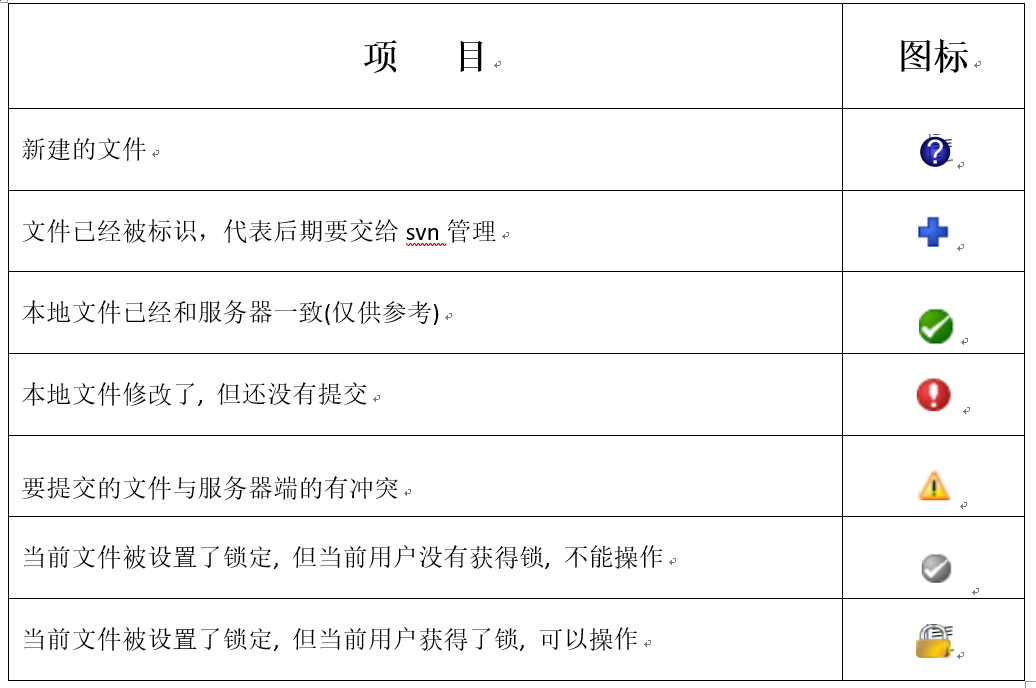 项 目 图标
新建的文件
文件已经被标识，代表后期要交给 svn 管理
本地文件已经和服务器一致(仅供参考)
本地文件修改了, 但还没有提交
要提交的文件与服务器端的有冲突
当前文件被设置了锁定, 但当前用户没有获得锁, 不能操作
当前文件被设置了锁定, 但当前用户获得了锁, 可以操作